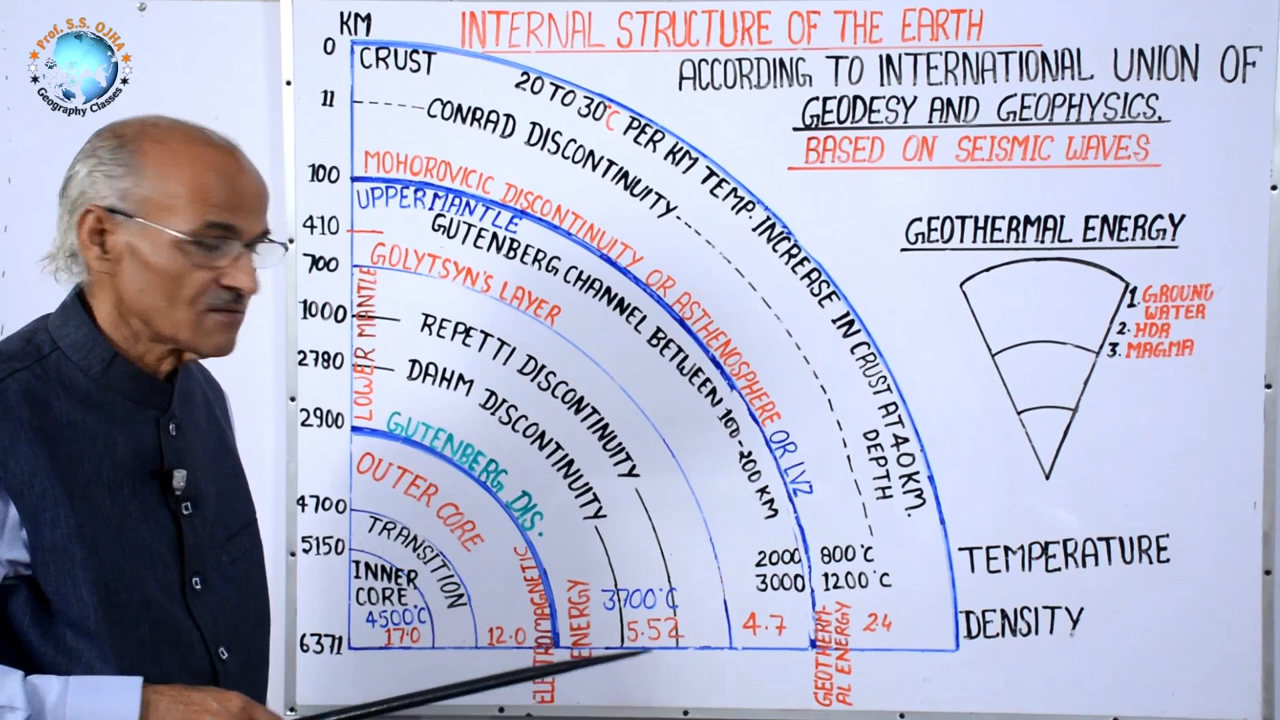 Prof. S.S. OJHA
Geography Classes
INTERNAL STRUCTURE OF THE EARTH
ACCORDING TO INTERNATIONAL UNION OF
GEODESY AND GEOPHYSICS.
BASED ON SEISMIC WAVES
KM
0
11
100
410
700
1000
2780
2900
4700
5150
6371
CRUST
20 TO 30°C PER KM TEMP. INCREASE IN CRUST AT 40 KM.
DEPTH
CONRAD DISCONTINUITY
MOHOROVICIC DISCONTINUITY OR ASTHENOSPHERE OR LVZ
UPPER MANTLE
GUTENBERG CHANNEL BETWEEN 100-200 KM
GOLYTSYN'S LAYER
LOWER MANTLE
REPETTI DISCONTINUITY
DAHM DISCONTINUITY
GUTENBERG DIS.
OUTER CORE
TRANSITION
INNER
CORE
4500°C
17.0
12.0
ELECTROMAGNETIC
ENERGY
3700°C
5.52
4.7
2000
3000
800°C
1200°C
GEOTHERM-
AL ENERGY
24
TEMPERATURE
DENSITY
GEOTHERMAL ENERGY
1. GROUND
WATER
2. HDR
3. MAGMA